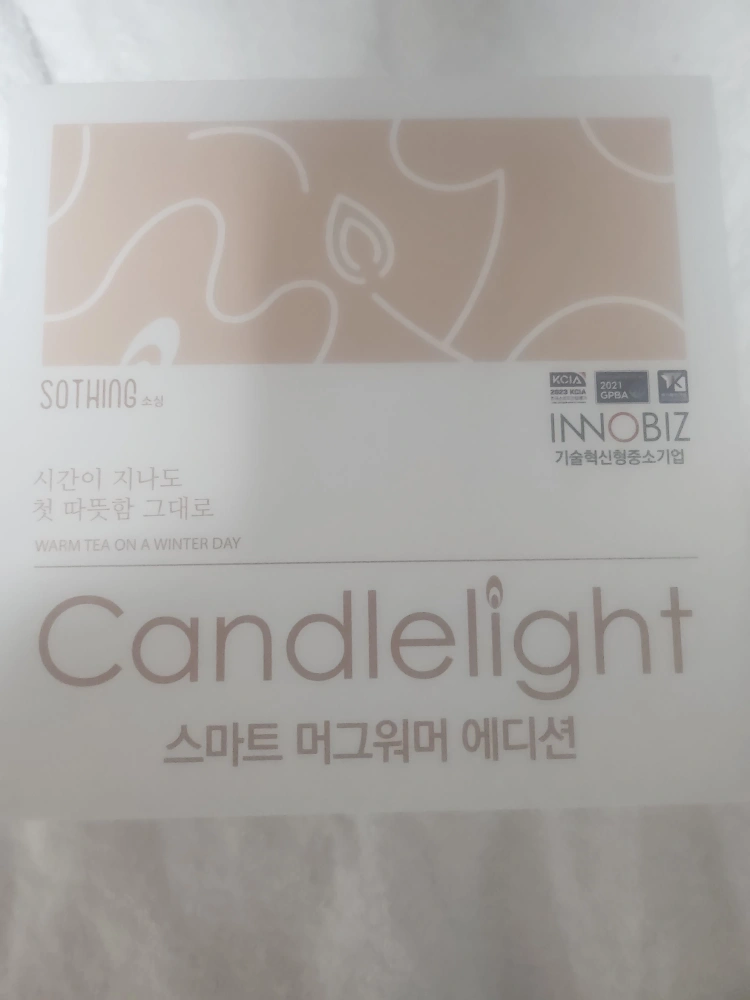 SOTHING 소싱
KCIA
2021
GPBA
INNOBIZ
기술혁신형중소기업
시간이 지나도
첫 따뜻함 그대로
WARM TEA ON A WINTER DAY
Candlelight
스마트 머그워머 에디션